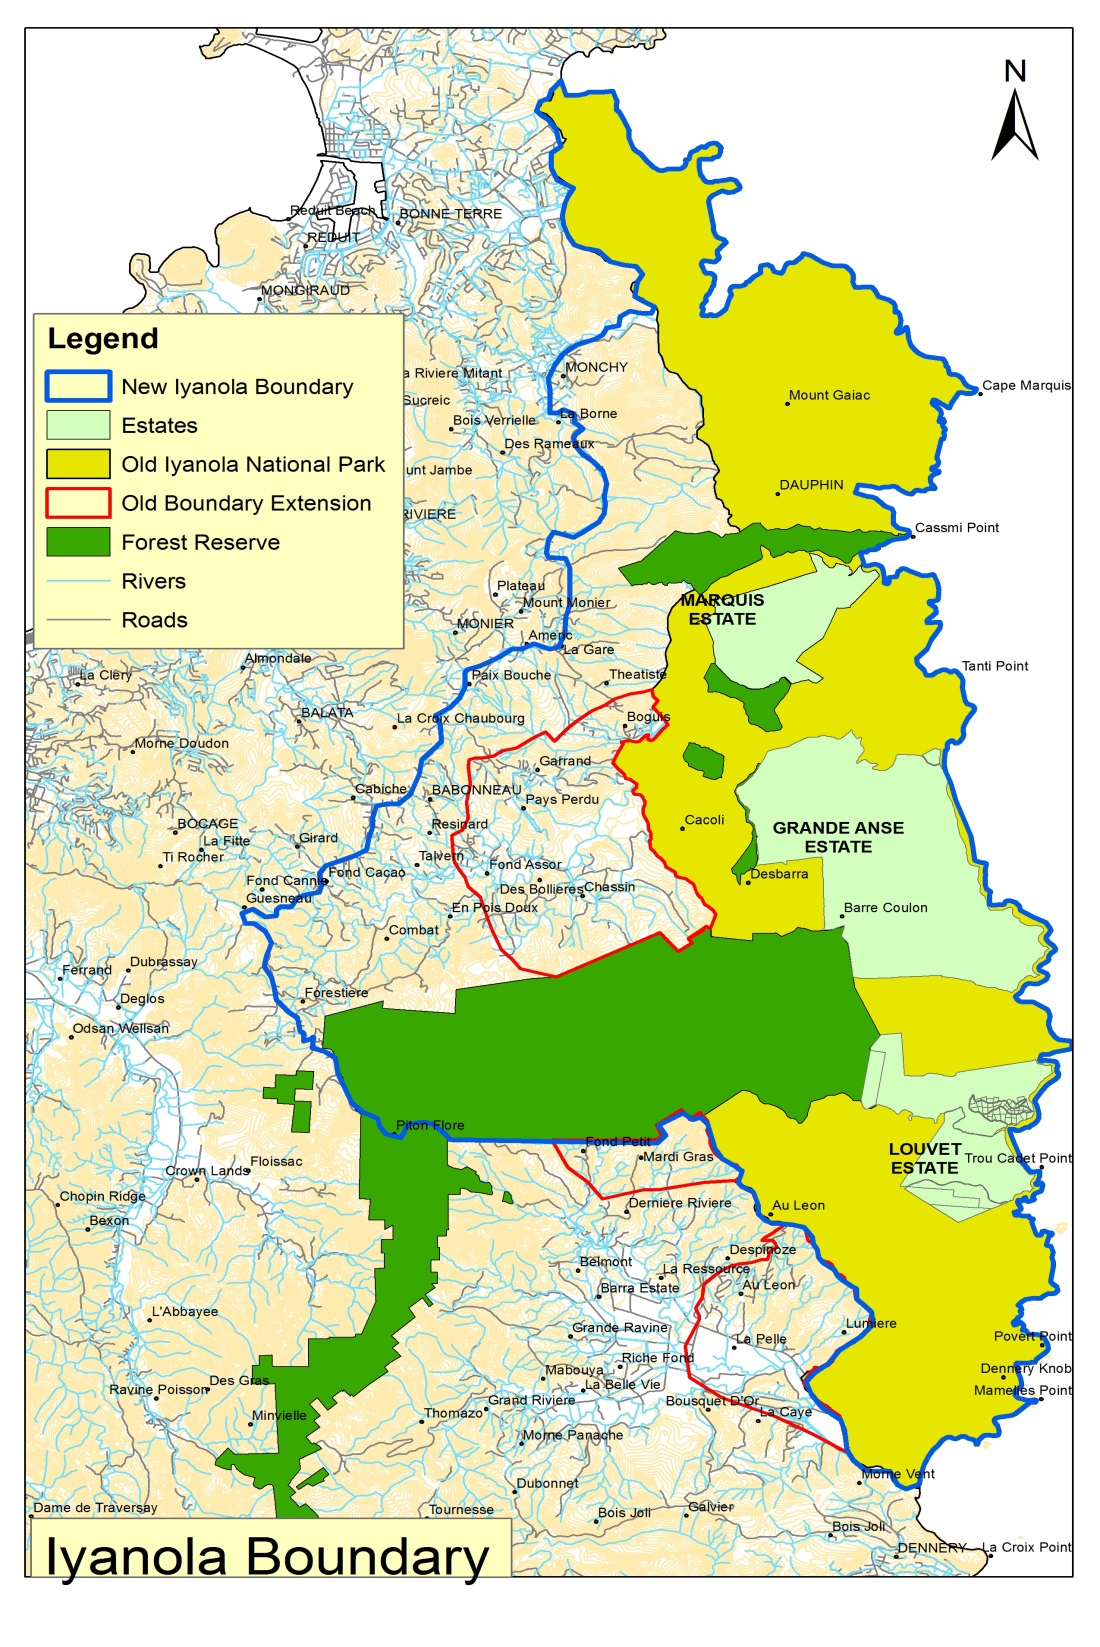 N
Reduit Beach
BONNE TERRE
REDUIT
MONGIRAUD
Legend
New Iyanola Boundary
Estates
Old Iyanola National Park
Old Boundary Extension
Forest Reserve
Rivers
Roads
MONCHY
a Riviere Mitant
Cape Marquis
Mount Gaiac
Sucreic
La Borne
Bois Verrielle
Des Rameaux
unt Jambe
DAUPHIN
RIVIERE
Cassmi Point
Plateau
Mount Monier
MARQUIS
ESTATE
MONIER
Americ
La Gare
Almondale
Tanti Point
La Clery
Paix Bouche
Theatiste
BALATA
La Croix Chaubourg
Boguis
Morne Doudon
Garrand
Cabiche
BABONNEAU
Pays Perdu
BOCAGE
Resinard
Cacoli
GRANDE ANSE
ESTATE
La Fitte
Girard
Ti Rocher
Talvern
Fond Assor
Fond Cannie
Fond Cacao
Desbarra
Des Bollieres
Chassin
Guesneau
En Pois Doux
Barre Coulon
Combat
Ferrand
Dubrassay
Deglos
Forestiere
Odsan Wellsan
Piton Flore
Fond Petit
Mardi Gras
LOUVET
ESTATE
Trou Cadet Point
Crown Lands
Floissac
Chopin Ridge
Derniere Riviere
Au Leon
Bexon
Despinoze
Belmont
La Ressource
Barra Estate
Au Leon
L'Abbayee
Grande Ravine
Lumiere
La Pelle
Povert Point
Riche Fond
Mabouya
Dennery Knob
Des Gras
La Belle Vie
Mamelles Point
Ravine Poisson
Grand Riviere
Bousquet D'Or
Minvielle
Thomazo
La Caye
Morne Panache
Morne Vent
Dubonnet
Dame de Traversay
Tournesse
Bois Joli
Galvier
Bois Joli
DENNERY
La Croix Point
Iyanola Boundary